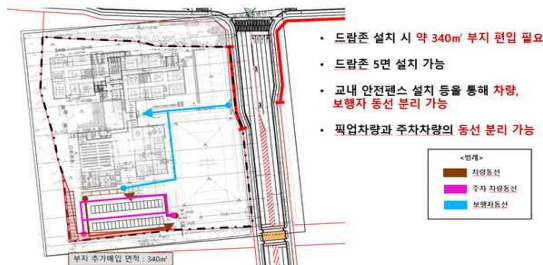 • 드랍존 설치 시 약 340㎡ 부지 편입 필요
• 드랍존 5면 설치 가능
• 교내 안전펜스 설치 등을 통해 차량,
보행자 동선 분리 가능
• 픽업차량과 주차차량의 동선 분리 가능
<범례>
차량동선
주차 차량동선
보행자동선
부지 추가매입 면적 : 340㎡